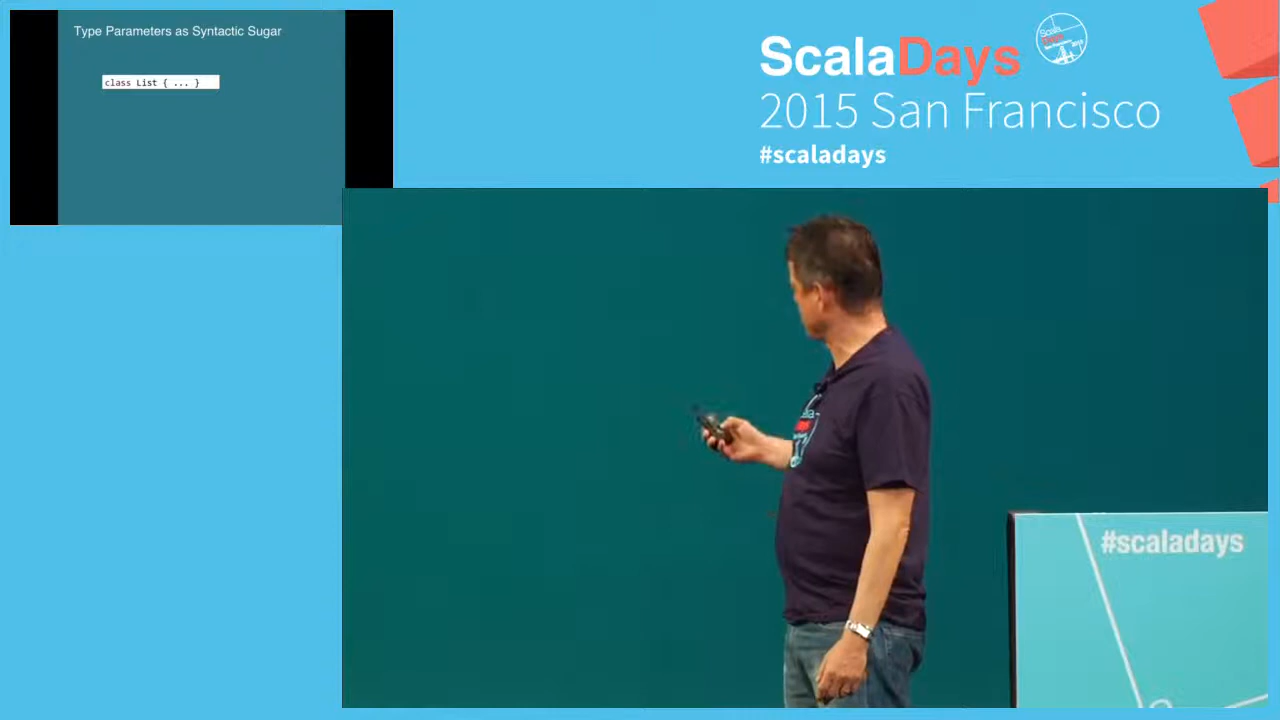 Type Parameters as Syntactic Sugar
class List { ... }
ScalaDays
2015 San Francisco
#scaladays
#scaladays